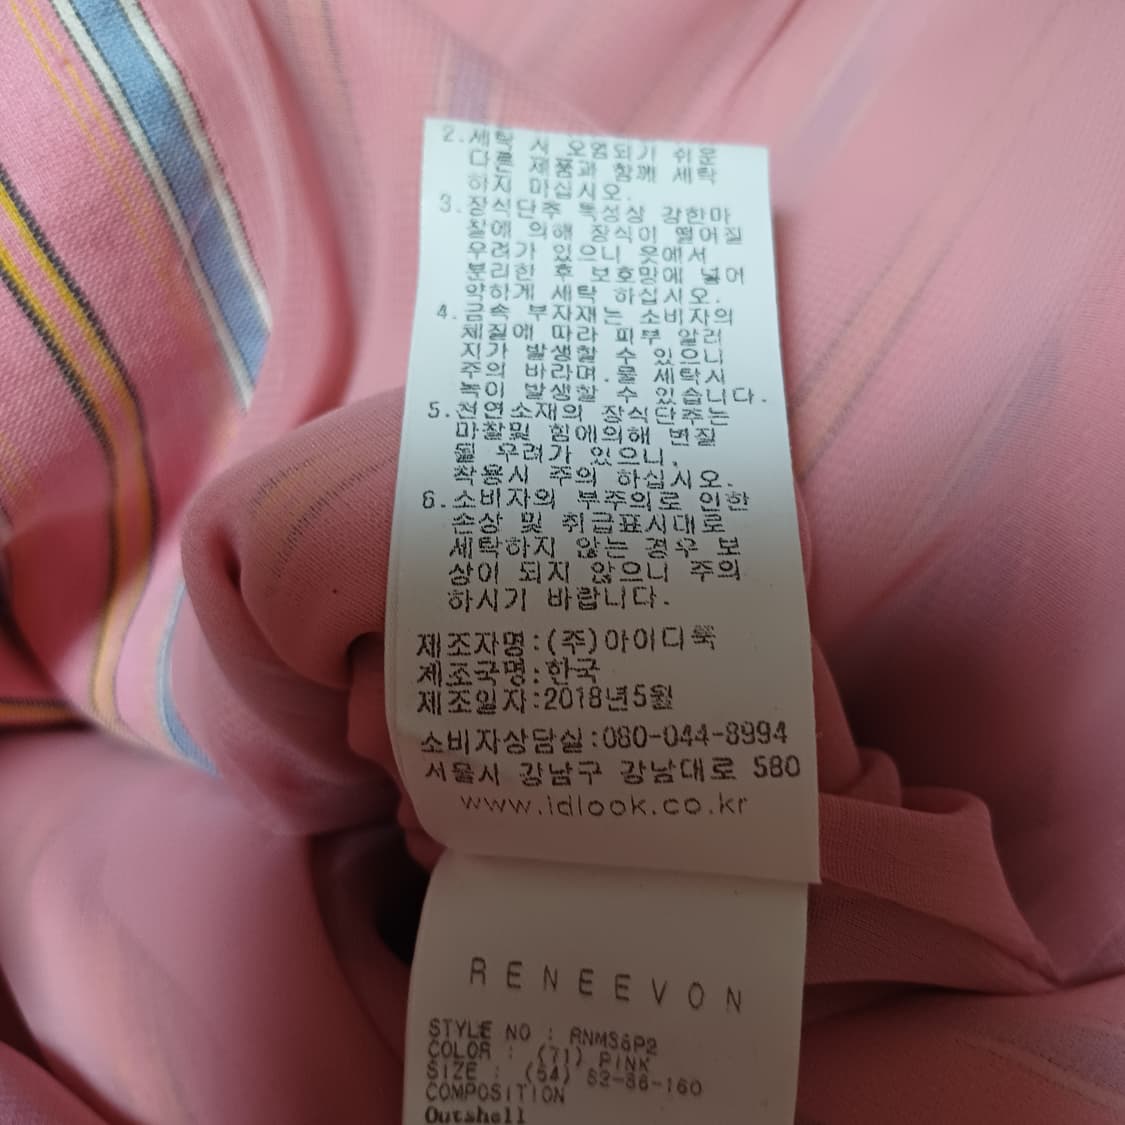 2.세탁 시 오염되기 쉬운
다른 제품과 함께 세탁
하지 마십시오.
3.장식단추 특성상 강한마
찰에 의해 장식이 떨어질
우려가 있으니 옷에서
분리한 후 보호망에 넣어
약하게 세탁 하십시오.
4.금속 부자재는 소비자의
체질에 따라 피부 알러
지가 발생할 수 있으니
주의 바라며.물 세탁시
녹이 발생할 수 있습니다.
5.천연소재의 장식단추는
마찰및 힘에의해 변질
될 우려가 있으니,
착용시 주의 하십시오.
6.소비자의 부주의로 인한
손상 및 취급표시대로
세탁하지 않는 경우 보
상이 되지 않으니 주의
하시기 바랍니다.
제조자명:(주)아이디룩
제조국명:한국
제조일자:2018년5월
소비자상담실:080-044-8994
서울시 강남구 강남대로 580
www.idlook.co.kr
RENEEVON
STYLE NO :
COLOR : (71) PINK
SIZE : (64) 82-86-160
COMPOSITION
Outshell